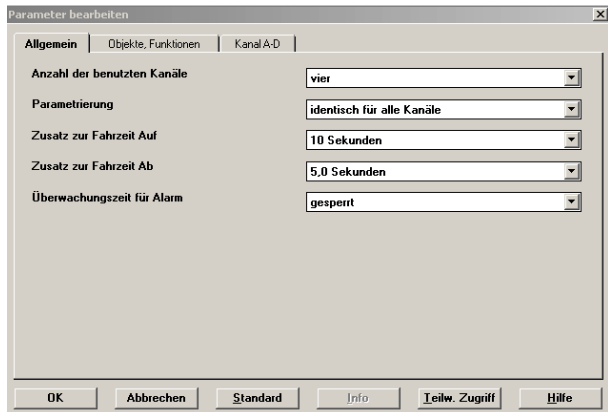 Parameter bearbeiten
Allgemein Objekte, Funktionen Kanal A-D
Anzahl der benutzten Kanäle vier
Parametrierung identisch für alle Kanäle
Zusatz zur Fahrzeit Auf 10 Sekunden
Zusatz zur Fahrzeit Ab 5,0 Sekunden
Überwachungszeit für Alarm gesperrt
OK Abbrechen Standard Info Teilw. Zugriff Hilfe